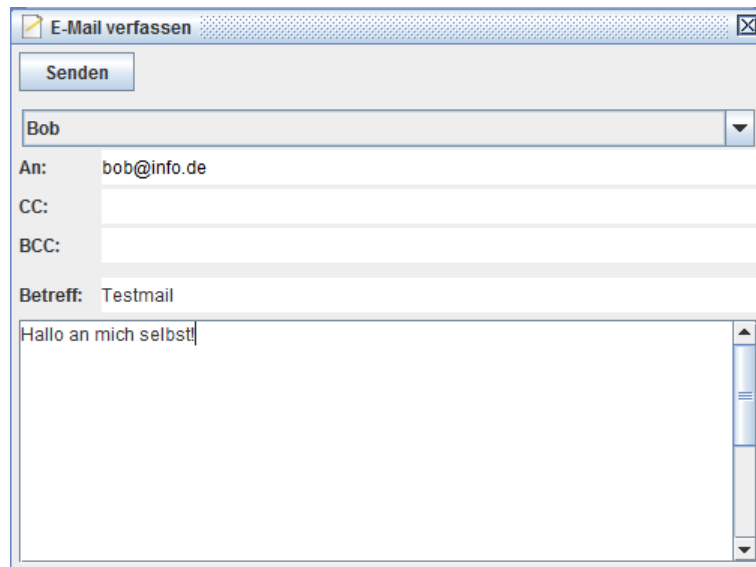 E-Mail verfassen
Senden
Bob
An: bob@info.de
CC:
BCC:
Betreff: Testmail
Hallo an mich selbst!